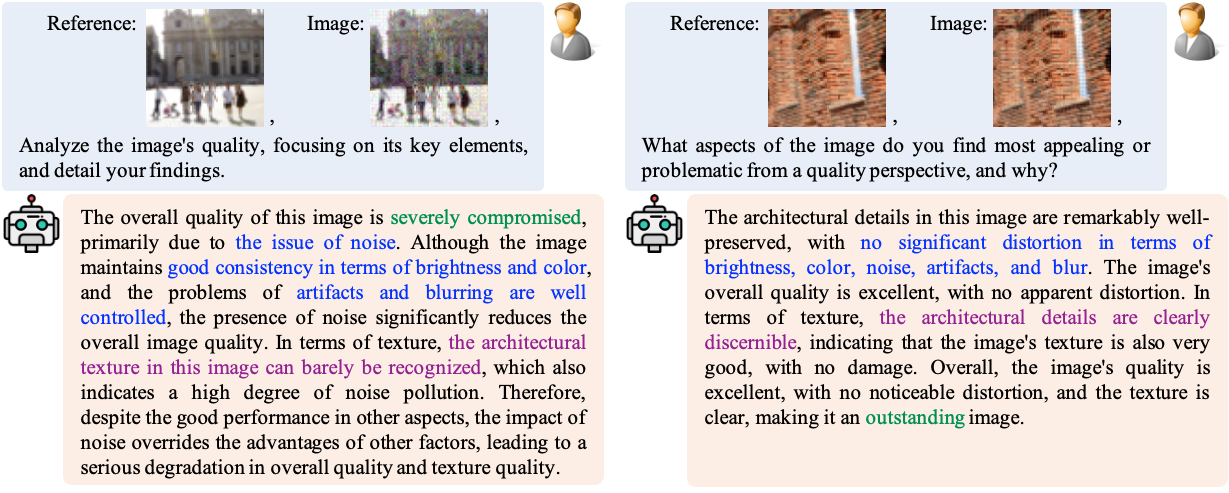 Reference:
Image:
,
,
Analyze the image's quality, focusing on its key elements,
and detail your findings.
The overall quality of this image is severely compromised,
primarily due to the issue of noise. Although the image
maintains good consistency in terms of brightness and color,
and the problems of artifacts and blurring are well
controlled, the presence of noise significantly reduces the
overall image quality. In terms of texture, the architectural
texture in this image can barely be recognized, which also
indicates a high degree of noise pollution. Therefore,
despite the good performance in other aspects, the impact of
noise overrides the advantages of other factors, leading to a
serious degradation in overall quality and texture quality.
Reference:
Image:
,
,
What aspects of the image do you find most appealing or
problematic from a quality perspective, and why?
The architectural details in this image are remarkably well-
preserved, with no significant distortion in terms of
brightness, color, noise, artifacts, and blur. The image's
overall quality is excellent, with no apparent distortion. In
terms of texture, the architectural details are clearly
discernible, indicating that the image's texture is also very
good, with no damage. Overall, the image's quality is
excellent, with no noticeable distortion, and the texture is
clear, making it an outstanding image.